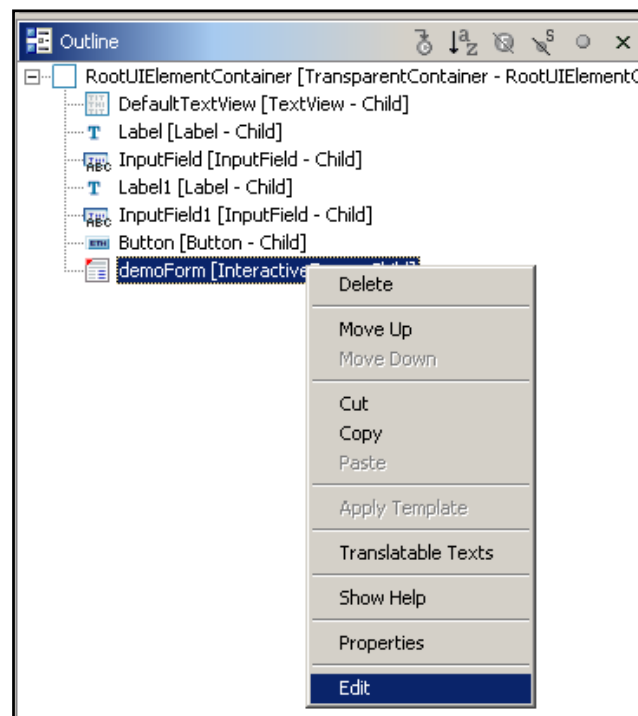 Outline
RootUIElementContainer [TransparentContainer - RootUIElementC
DefaultTextView [TextView - Child]
Label [Label - Child]
InputField [InputField - Child]
Label1 [Label - Child]
InputField1 [InputField - Child]
Button [Button - Child]
demoForm [Interactive
Delete
Move Up
Move Down
Cut
Copy
Paste
Apply Template
Translatable Texts
Show Help
Properties
Edit